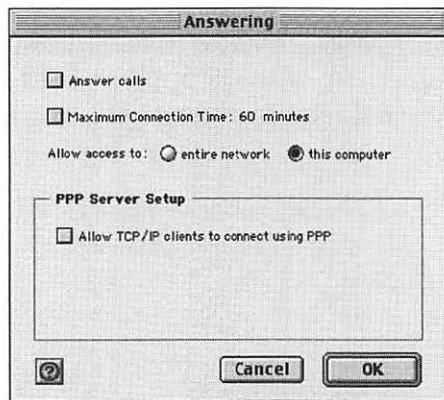 Answering
Answer calls
Maximum Connection Time: 60 minutes
Allow access to: entire network this computer
PPP Server Setup
Allow TCP/IP clients to connect using PPP
?
Cancel OK